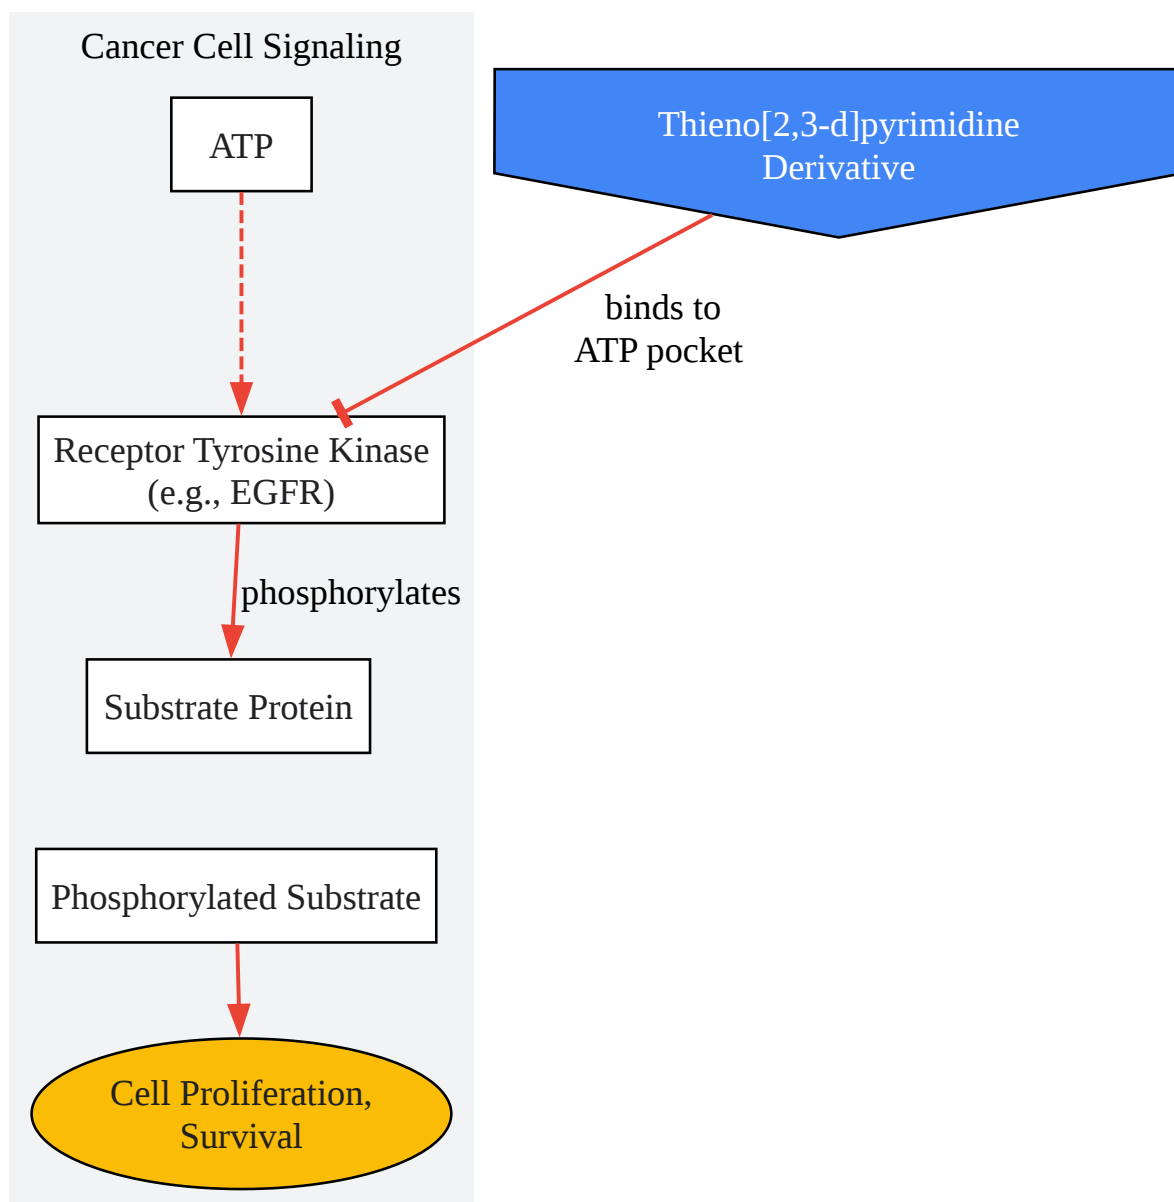 Cancer Cell Signaling
ATP
Thieno[2,3-d]pyrimidine
Derivative
binds to
ATP pocket
Receptor Tyrosine Kinase
(e.g., EGFR)
phosphorylates
Substrate Protein
Phosphorylated Substrate
Cell Proliferation,
Survival